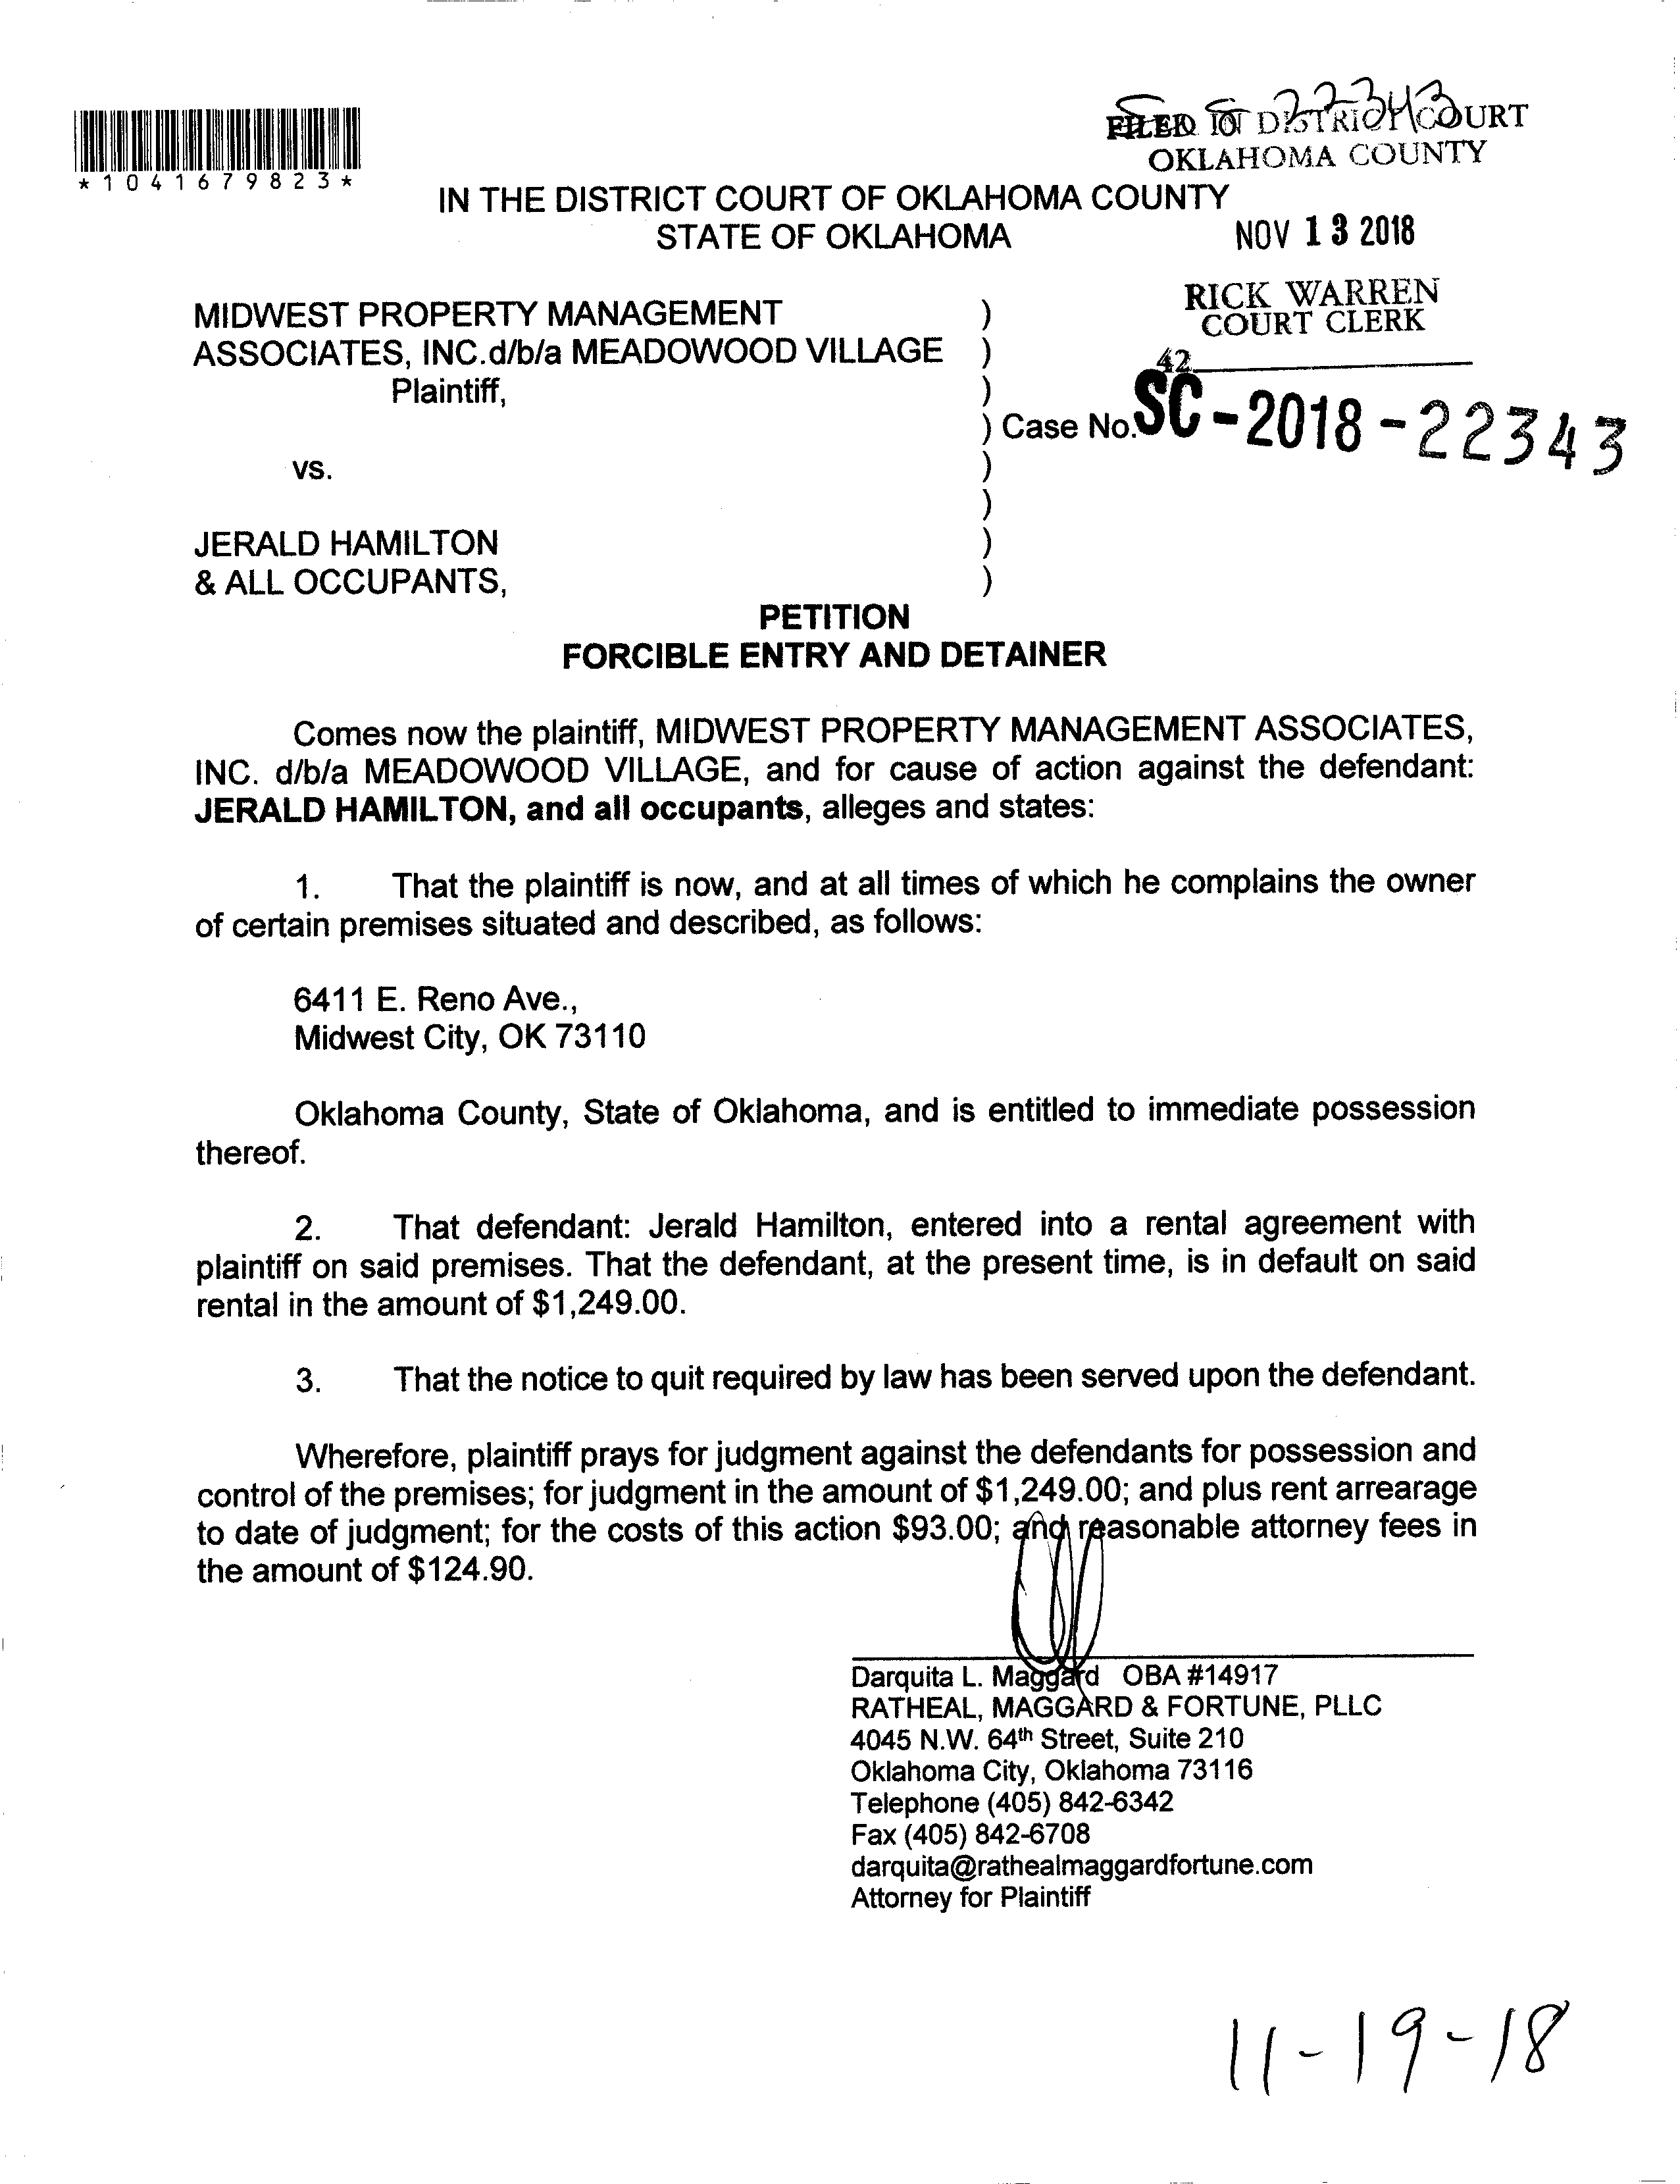 *1041679823*
FILED IN DISTRICT COURT
OKLAHOMA COUNTY
IN THE DISTRICT COURT OF OKLAHOMA COUNTY
STATE OF OKLAHOMA
NOV 13 2018
RICK WARREN
COURT CLERK
42
MIDWEST PROPERTY MANAGEMENT )
ASSOCIATES, INC.d/b/a MEADOWOOD VILLAGE )
Plaintiff, )
) Case No. SC-2018-22343
vs. )
)
JERALD HAMILTON )
& ALL OCCUPANTS, )
PETITION
FORCIBLE ENTRY AND DETAINER
Comes now the plaintiff, MIDWEST PROPERTY MANAGEMENT ASSOCIATES,
INC. d/b/a MEADOWOOD VILLAGE, and for cause of action against the defendant:
JERALD HAMILTON, and all occupants, alleges and states:
1. That the plaintiff is now, and at all times of which he complains the owner
of certain premises situated and described, as follows:
6411 E. Reno Ave.,
Midwest City, OK 73110
Oklahoma County, State of Oklahoma, and is entitled to immediate possession
thereof.
2. That defendant: Jerald Hamilton, entered into a rental agreement with
plaintiff on said premises. That the defendant, at the present time, is in default on said
rental in the amount of $1,249.00.
3. That the notice to quit required by law has been served upon the defendant.
Wherefore, plaintiff prays for judgment against the defendants for possession and
control of the premises; for judgment in the amount of $1,249.00; and plus rent arrearage
to date of judgment; for the costs of this action $93.00; and reasonable attorney fees in
the amount of $124.90.
Darquita L. Maggard OBA #14917
RATHEAL, MAGGARD & FORTUNE, PLLC
4045 N.W. 64th Street, Suite 210
Oklahoma City, Oklahoma 73116
Telephone (405) 842-6342
Fax (405) 842-6708
darquita@rathealmaggardfortune.com
Attorney for Plaintiff
11-19-18